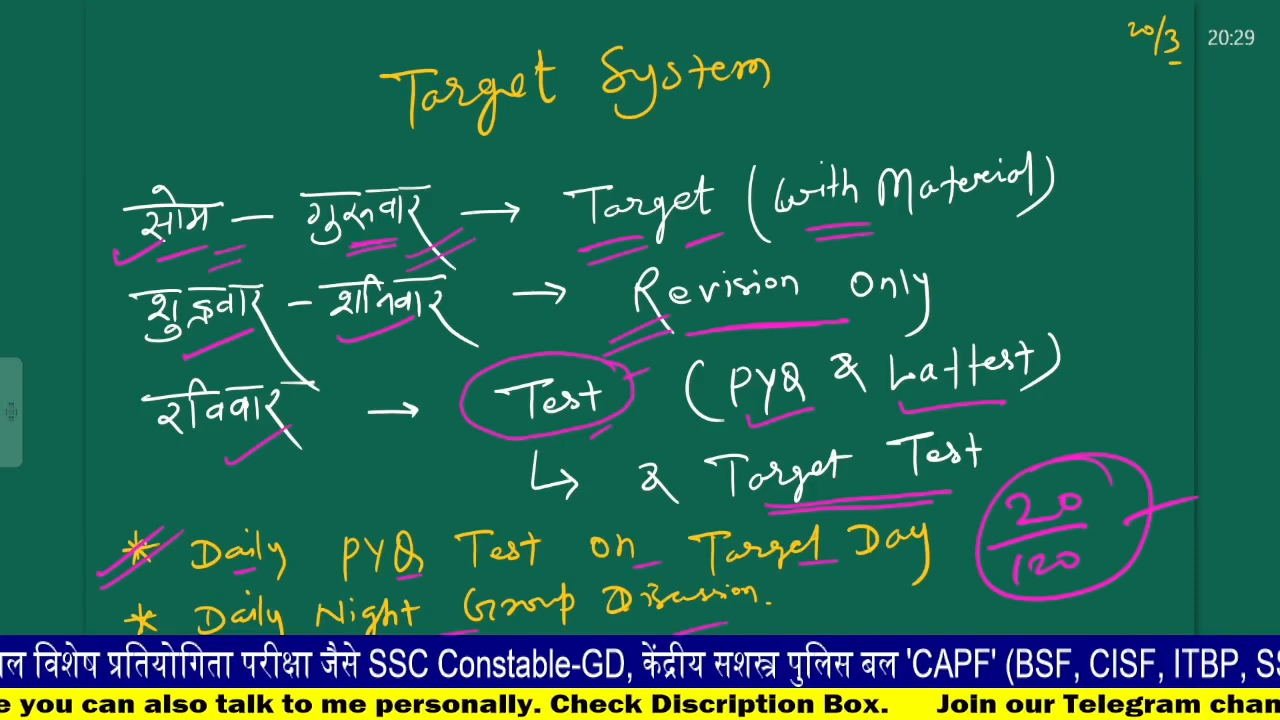 20/3 20:29
Target System
सोम - गुरुवार → Target (with Material)
शुक्रवार - शनिवार → Revision Only
रविवार → Test (PYQ & Lattest)
↳ & Target Test
20/120
* Daily PYQ Test on Target Day
* Daily Night Group Discussion.
ल विशेष प्रतियोगिता परीक्षा जैसे SSC Constable-GD, केंद्रीय सशस्त्र पुलिस बल 'CAPF' (BSF, CISF, ITBP, SS
e you can also talk to me personally. Check Discription Box. Join our Telegram chan